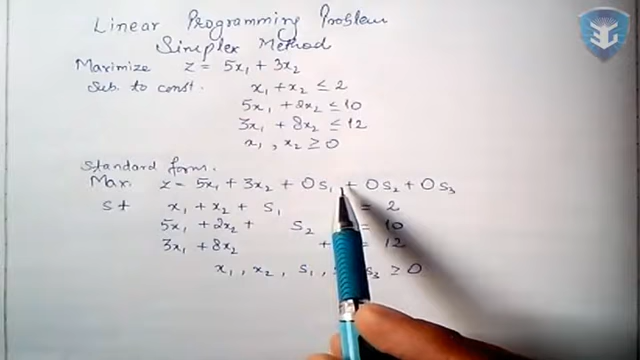 Linear Programming Problem
Simplex Method
Maximize z = 5x₁ + 3x₂
Sub. to const. x₁ + x₂ ≤ 2
5x₁ + 2x₂ ≤ 10
3x₁ + 8x₂ ≤ 12
x₁, x₂ ≥ 0
Standard form.
Max. z = 5x₁ + 3x₂ + 0s₁ + 0s₂ + 0s₃
st x₁ + x₂ + s₁ = 2
5x₁ + 2x₂ + s₂ = 10
3x₁ + 8x₂ + = 12
x₁, x₂, s₁, s₃ ≥ 0